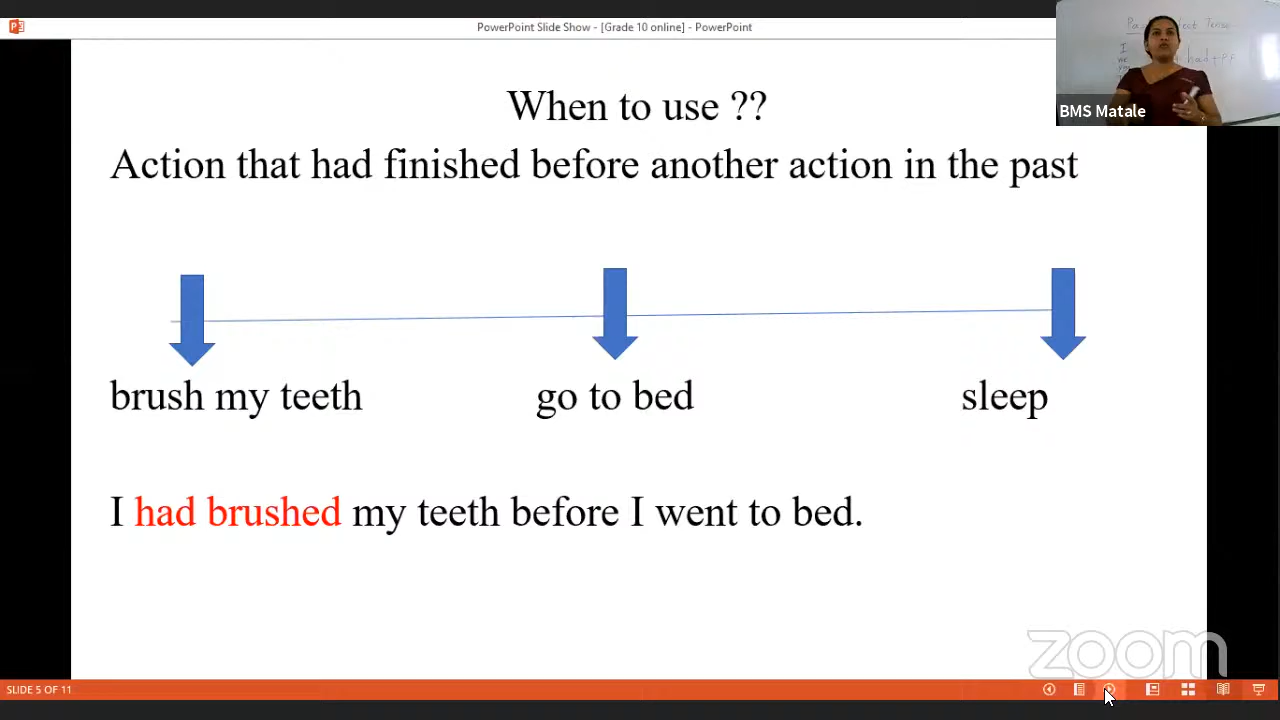 PowerPoint Slide Show - [Grade 10 online] - PowerPoint
When to use ??
Action that had finished before another action in the past
brush my teeth go to bed sleep
I had brushed my teeth before I went to bed.
BMS Matale
had+PP
zoom
SLIDE 5 OF 11